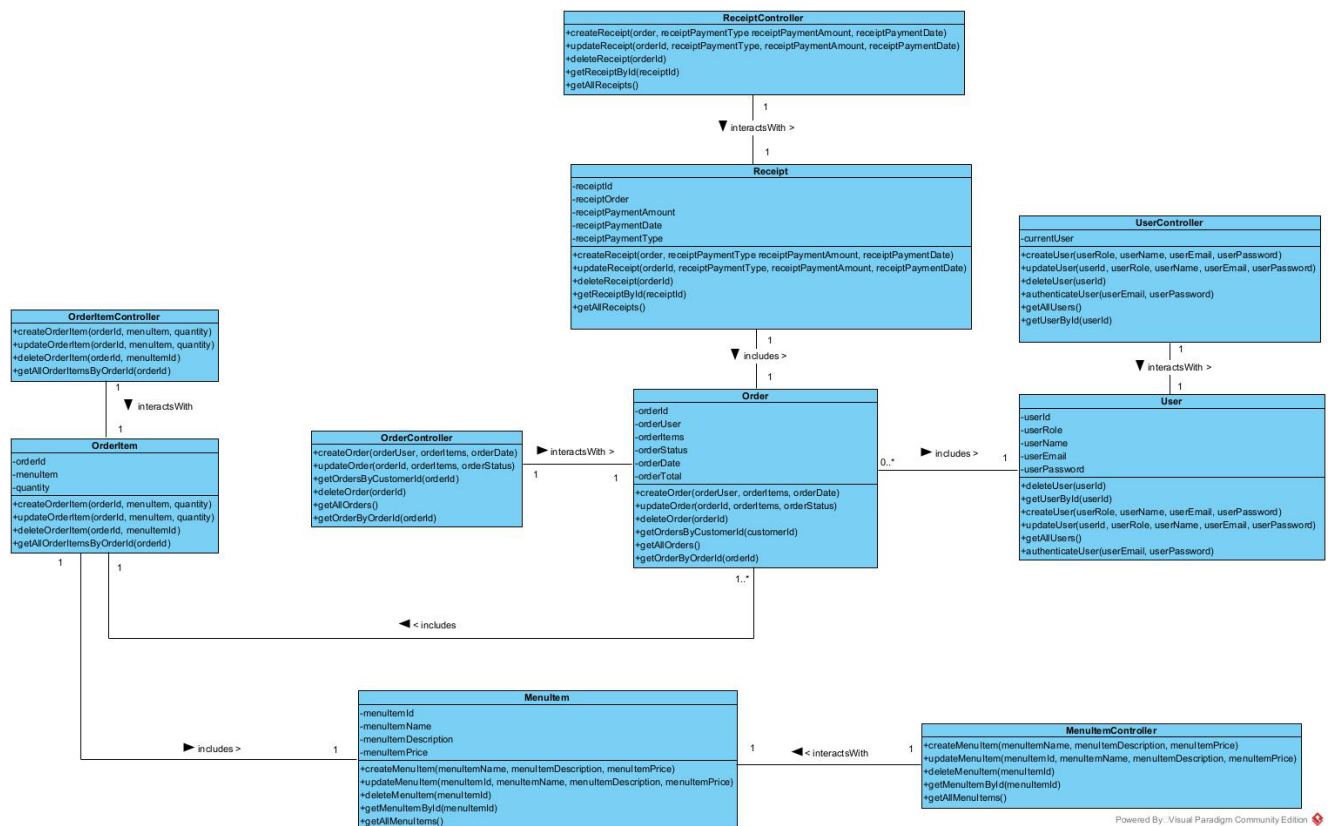 ReceiptController
+createReceipt(order, receiptPaymentType receiptPaymentAmount, receiptPaymentDate)
+updateReceipt(orderId, receiptPaymentType, receiptPaymentAmount, receiptPaymentDate)
+deleteReceipt(orderId)
+getReceiptById(receiptId)
+getAllReceipts()
1
▼ interactsWith >
1
Receipt
-receiptId
-receiptOrder
-receiptPaymentAmount
-receiptPaymentDate
-receiptPaymentType
+createReceipt(order, receiptPaymentType receiptPaymentAmount, receiptPaymentDate)
+updateReceipt(orderId, receiptPaymentType, receiptPaymentAmount, receiptPaymentDate)
+deleteReceipt(orderId)
+getReceiptById(receiptId)
+getAllReceipts()
1
▼ includes >
1
UserController
-currentUser
+createUser(userRole, userName, userEmail, userPassword)
+updateUser(userId, userRole, userName, userEmail, userPassword)
+deleteUser(userId)
+authenticateUser(userEmail, userPassword)
+getAllUsers()
+getUserById(userId)
1
▼ interactsWith >
1
OrderItemController
+createOrderItem(orderId, menuItem, quantity)
+updateOrderItem(orderId, menuItem, quantity)
+deleteOrderItem(orderId, menuItemId)
+getAllOrderItemsByOrderId(orderId)
1
▼ interactsWith
1
OrderItem
-orderId
-menuItem
-quantity
+createOrderItem(orderId, menuItem, quantity)
+updateOrderItem(orderId, menuItem, quantity)
+deleteOrderItem(orderId, menuItemId)
+getAllOrderItemsByOrderId(orderId)
1
1
OrderController
+createOrder(orderUser, orderItems, orderDate)
+updateOrder(orderId, orderItems, orderStatus)
+getOrdersByCustomerId(orderId)
+deleteOrder(orderId)
+getAllOrders()
+getOrderByOrderId(orderId)
► interactsWith >
1
1
Order
-orderId
-orderUser
-orderItems
-orderStatus
-orderDate
-orderTotal
+createOrder(orderUser, orderItems, orderDate)
+updateOrder(orderId, orderItems, orderStatus)
+deleteOrder(orderId)
+getOrdersByCustomerId(customerId)
+getAllOrders()
+getOrderByOrderId(orderId)
1..*
0..*
► includes >
1
User
-userId
-userRole
-userName
-userEmail
-userPassword
+deleteUser(userId)
+getUserById(userId)
+createUser(userRole, userName, userEmail, userPassword)
+updateUser(userId, userRole, userName, userEmail, userPassword)
+getAllUsers()
+authenticateUser(userEmail, userPassword)
◄ < includes
► includes >
1
MenuItem
-menuItemId
-menuItemName
-menuItemDescription
-menuItemPrice
+createMenuItem(menuItemName, menuItemDescription, menuItemPrice)
+updateMenuItem(menuItemId, menuItemName, menuItemDescription, menuItemPrice)
+deleteMenuItem(menuItemId)
+getMenuItemById(menuItemId)
+getAllMenuItems()
1
◄ < interactsWith
1
MenuItemController
+createMenuItem(menuItemName, menuItemDescription, menuItemPrice)
+updateMenuItem(menuItemId, menuItemName, menuItemDescription, menuItemPrice)
+deleteMenuItem(menuItemId)
+getMenuItemById(menuItemId)
+getAllMenuItems()
Powered By: Visual Paradigm Community Edition